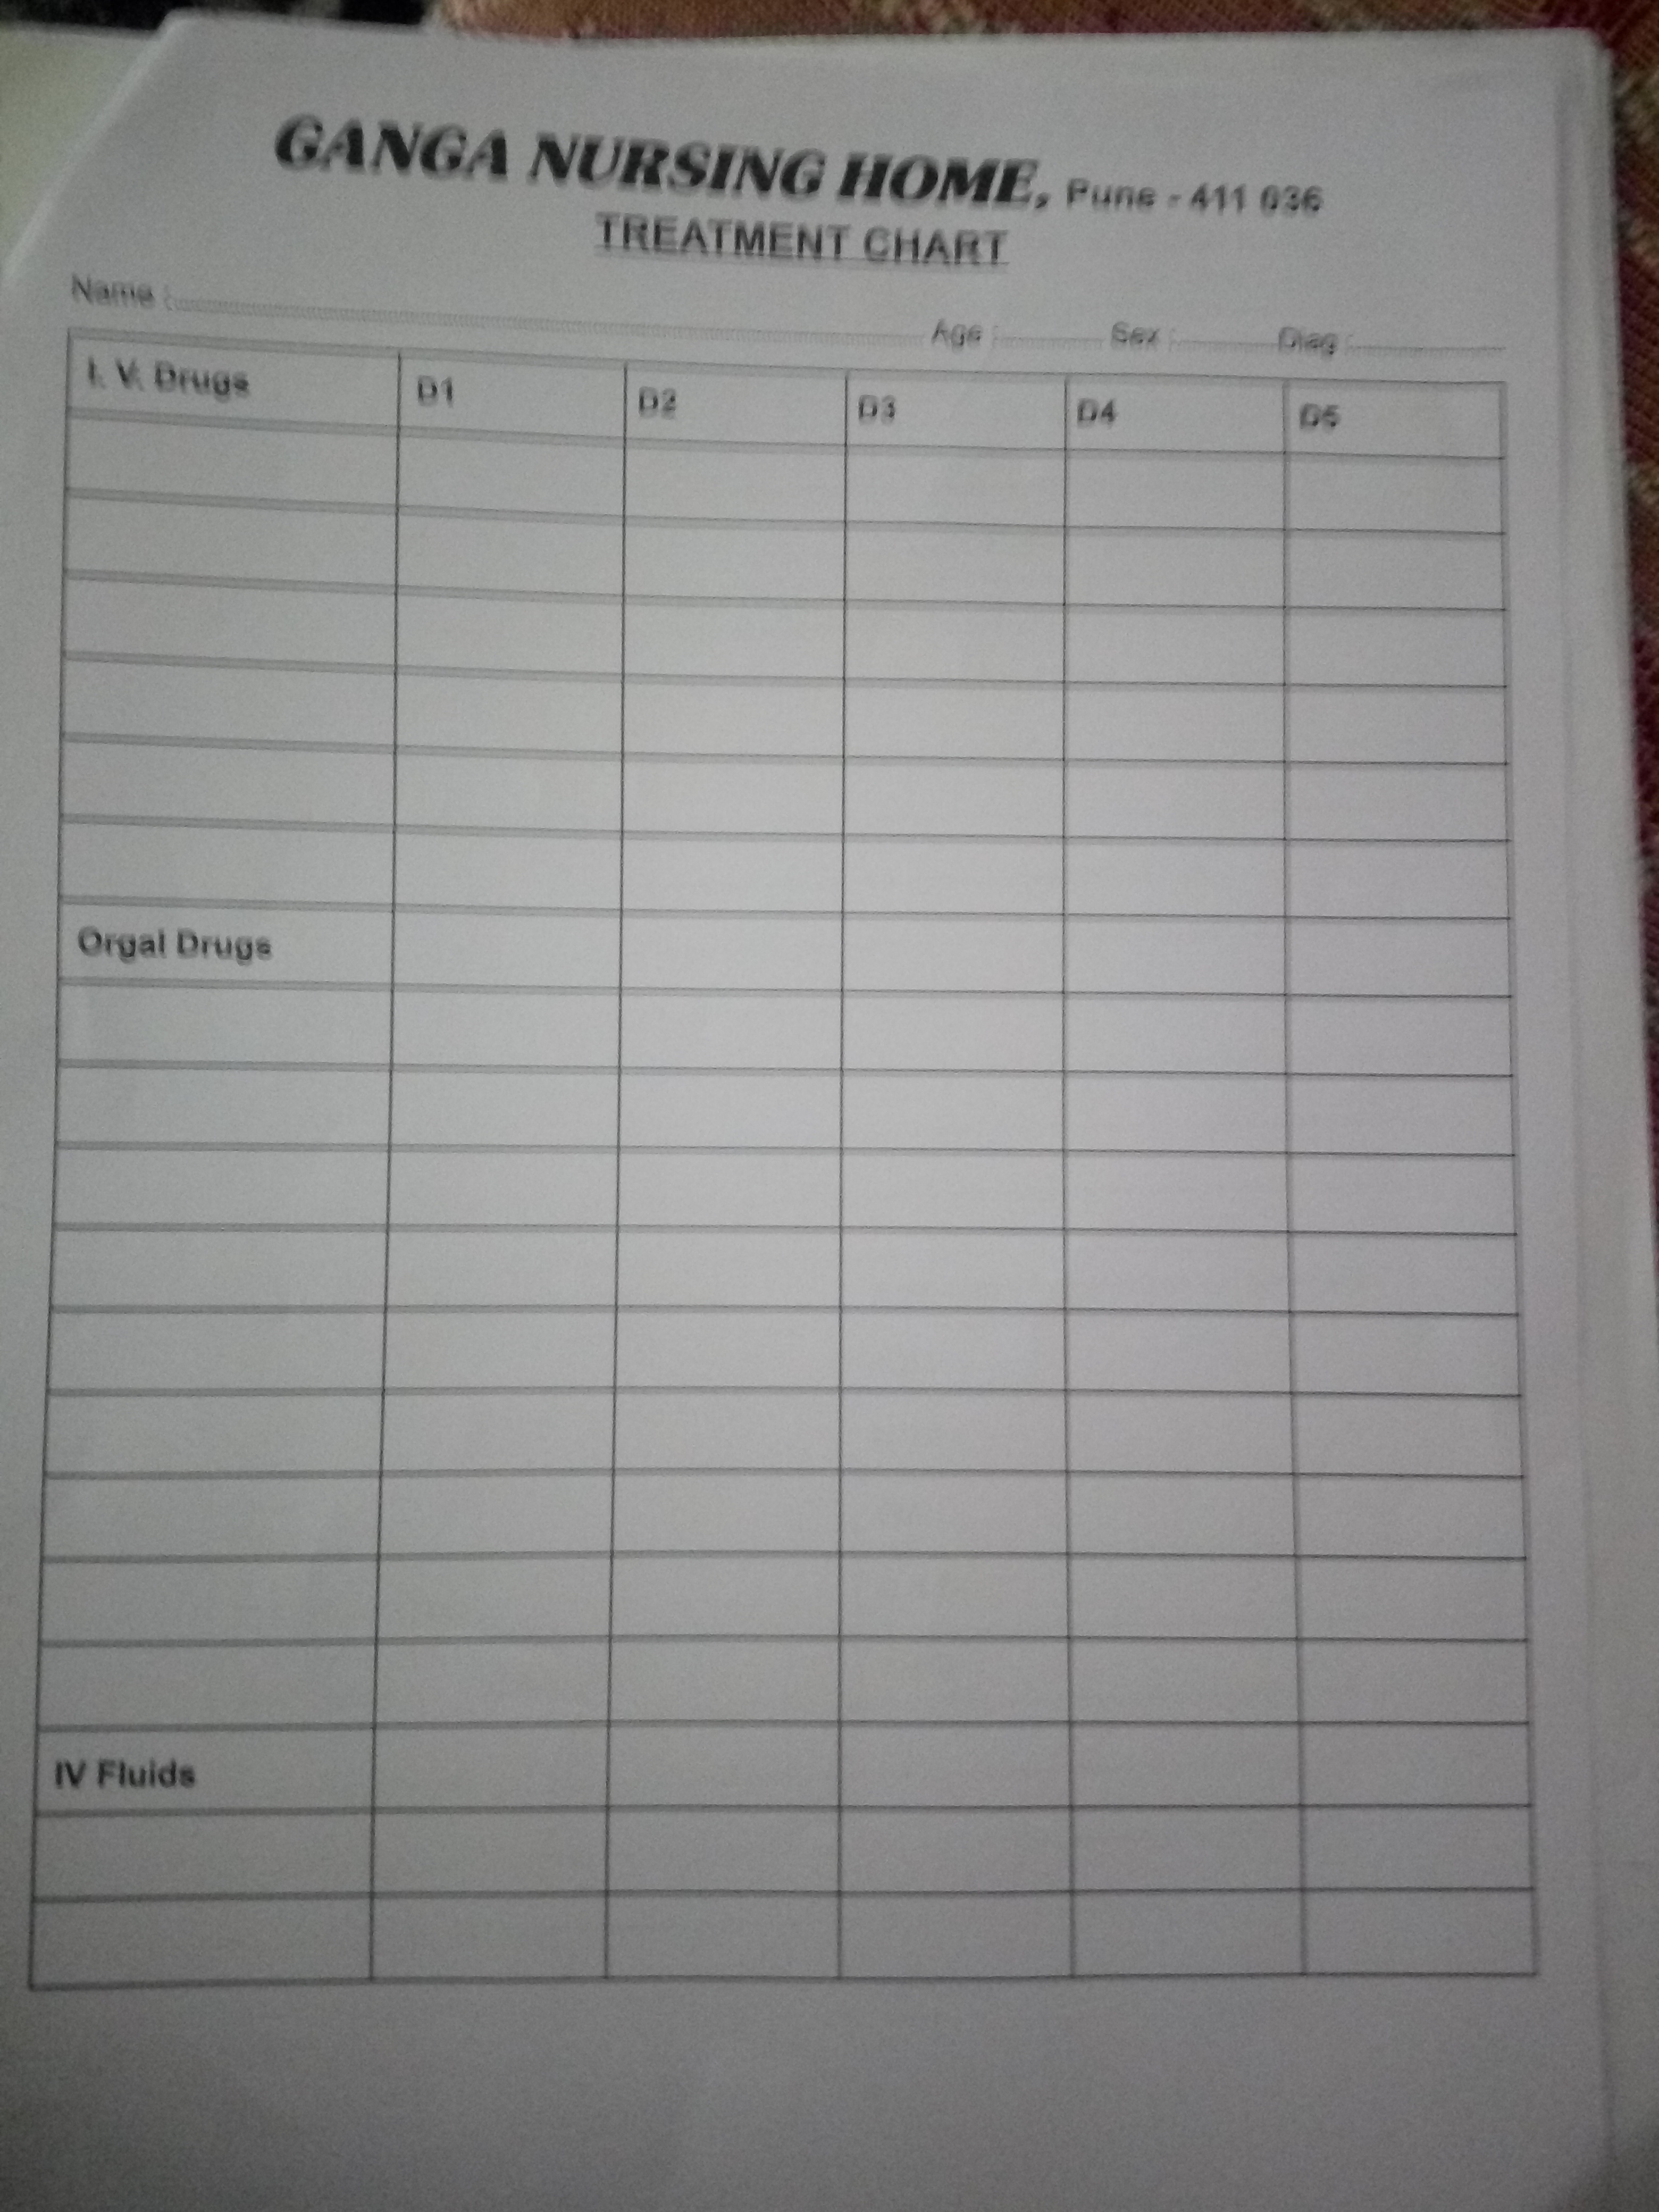 GANGA NURSING HOME, Pune - 411 036
TREATMENT CHART
Name : Age : Sex : Diag :
I. V. Drugs D1 D2 D3 D4 D5
Orgal Drugs
IV Fluids